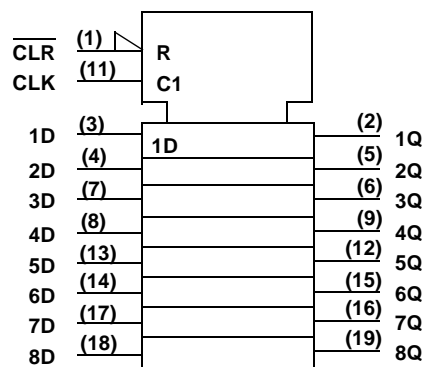 C̅L̅R̅ (1) R
CLK (11) C1
1D (3) 1D (2) 1Q
2D (4) (5) 2Q
3D (7) (6) 3Q
4D (8) (9) 4Q
5D (13) (12) 5Q
6D (14) (15) 6Q
7D (17) (16) 7Q
8D (18) (19) 8Q